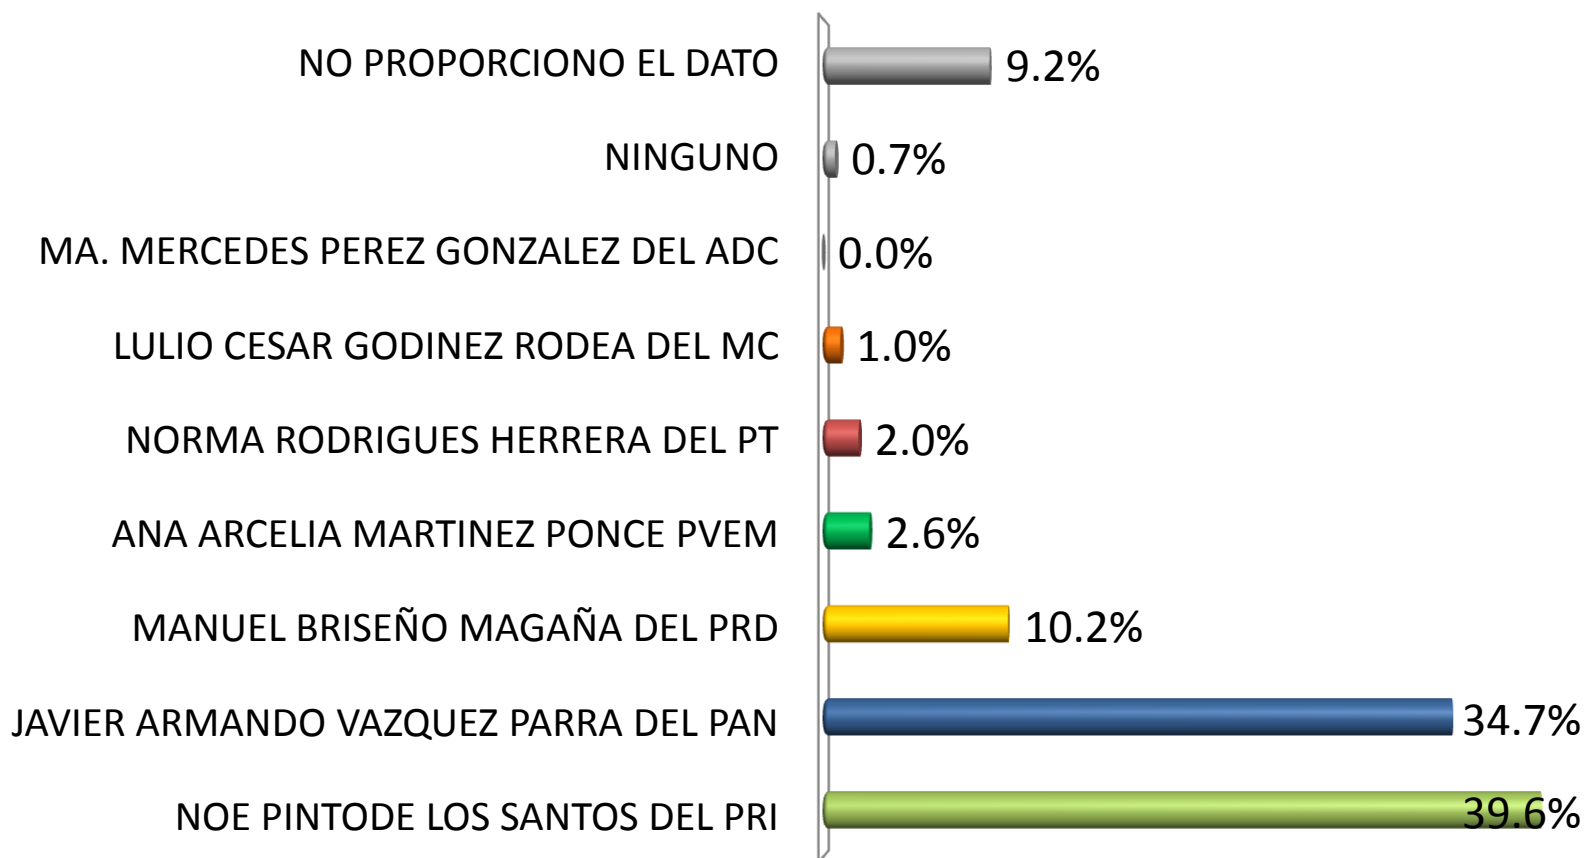 NO PROPORCIONO EL DATO 9.2%
NINGUNO 0.7%
MA. MERCEDES PEREZ GONZALEZ DEL ADC 0.0%
LULIO CESAR GODINEZ RODEA DEL MC 1.0%
NORMA RODRIGUES HERRERA DEL PT 2.0%
ANA ARCELIA MARTINEZ PONCE PVEM 2.6%
MANUEL BRISEÑO MAGAÑA DEL PRD 10.2%
JAVIER ARMANDO VAZQUEZ PARRA DEL PAN 34.7%
NOE PINTODE LOS SANTOS DEL PRI 39.6%